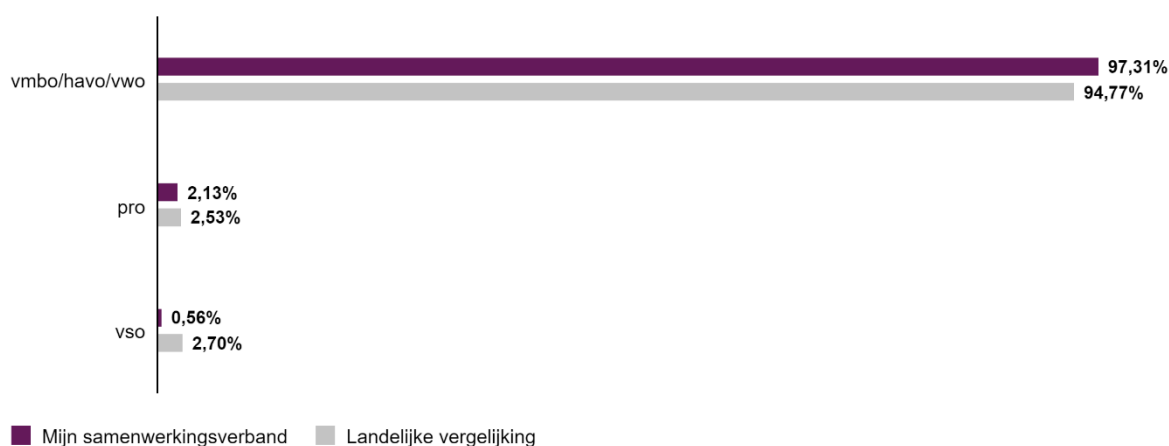 vmbo/havo/vwo
97,31%
94,77%
pro
2,13%
2,53%
vso
0,56%
2,70%
Mijn samenwerkingsverband Landelijke vergelijking